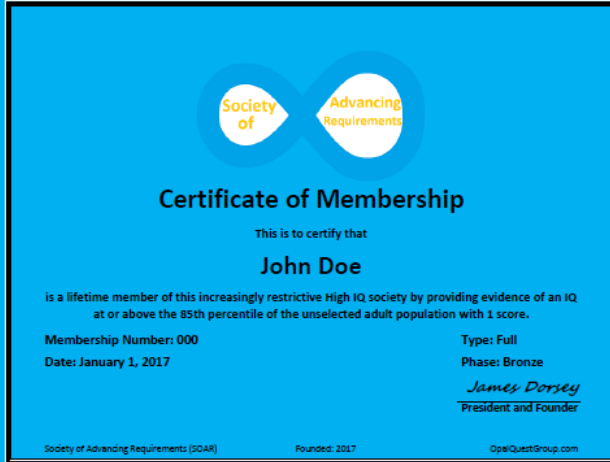 Society
of
Advancing
Requirements
Certificate of Membership
This is to certify that
John Doe
is a lifetime member of this increasingly restrictive High IQ society by providing evidence of an IQ
at or above the 85th percentile of the unselected adult population with 1 score.
Membership Number: 000
Type: Full
Date: January 1, 2017
Phase: Bronze
James Dorsey
President and Founder
Society of Advancing Requirements (SOAR)
Founded: 2017
OpalQuestGroup.com